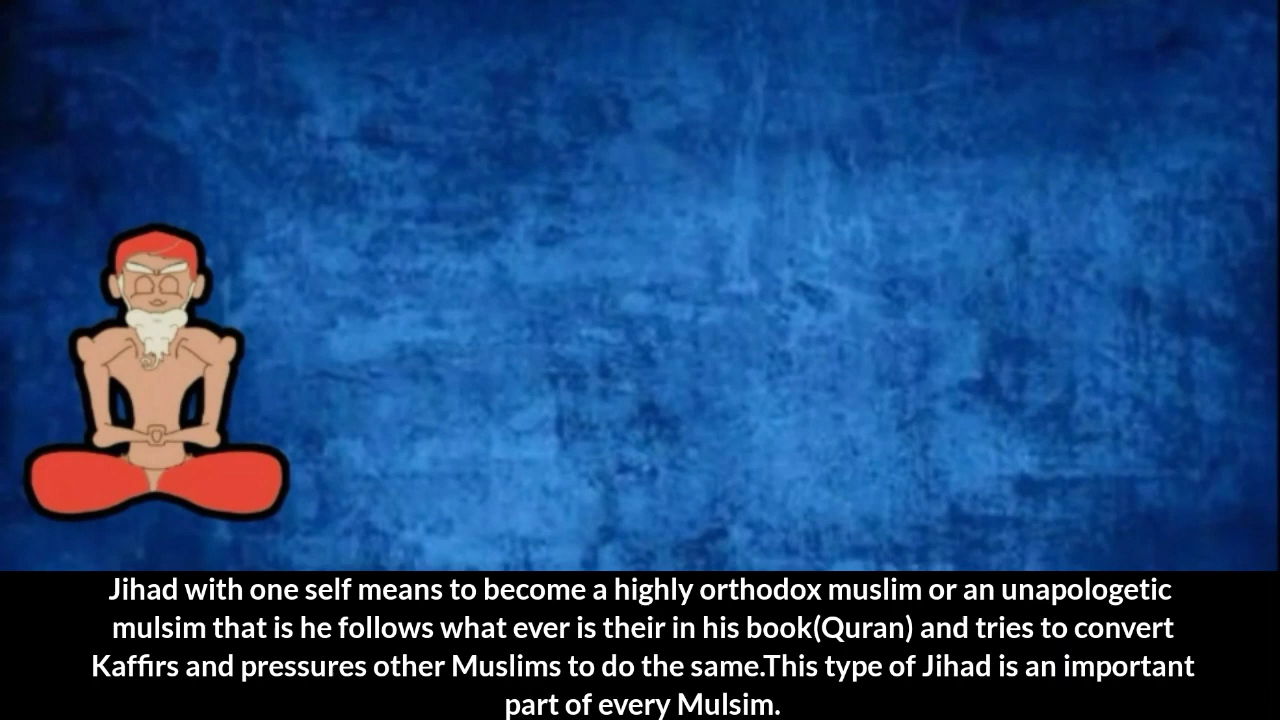 Jihad with one self means to become a highly orthodox muslim or an unapologetic
mulsim that is he follows what ever is their in his book(Quran) and tries to convert
Kaffirs and pressures other Muslims to do the same.This type of Jihad is an important
part of every Mulsim.